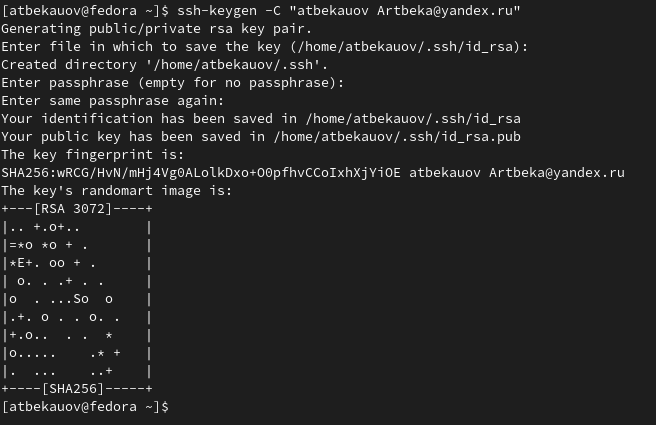 [atbekauov@fedora ~]$ ssh-keygen -C "atbekauov Artbeka@yandex.ru"
Generating public/private rsa key pair.
Enter file in which to save the key (/home/atbekauov/.ssh/id_rsa):
Created directory '/home/atbekauov/.ssh'.
Enter passphrase (empty for no passphrase):
Enter same passphrase again:
Your identification has been saved in /home/atbekauov/.ssh/id_rsa
Your public key has been saved in /home/atbekauov/.ssh/id_rsa.pub
The key fingerprint is:
SHA256:wRCG/HvN/mHj4Vg0ALolkDxo+O0pfhvCCoIxhXjYiOE atbekauov Artbeka@yandex.ru
The key's randomart image is:
+---[RSA 3072]----+
|.. +.o+..        |
|=*o *o + .       |
|*E+. oo + .      |
| o. . .+ . .     |
|o  . ...So  o    |
|.+. o . . o. .   |
|+.o..  . .  *    |
|o.....    .* +   |
|.  ...    ..+    |
+----[SHA256]-----+
[atbekauov@fedora ~]$